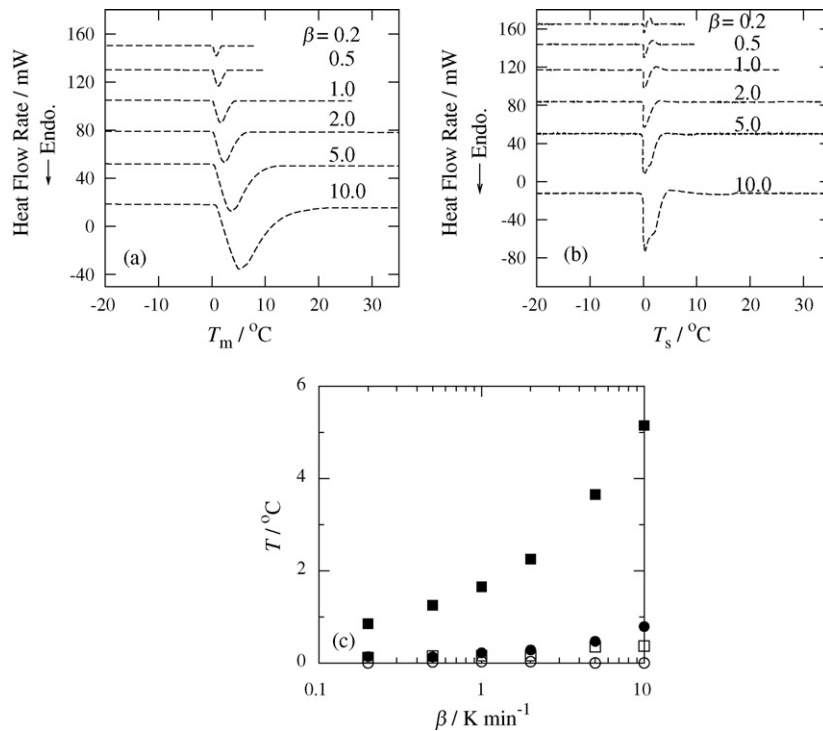 Heat Flow Rate / mW
Endo.
160
120
80
40
0
-40
β = 0.2
0.5
1.0
2.0
5.0
10.0
(a)
-20 -10 0 10 20 30
Tm / °C
Heat Flow Rate / mW
Endo.
160
120
80
40
0
-40
-80
β = 0.2
0.5
1.0
2.0
5.0
10.0
(b)
-20 -10 0 10 20 30
Ts / °C
T / °C
6
4
2
0
(c)
0.1 1 10
β / K min-1